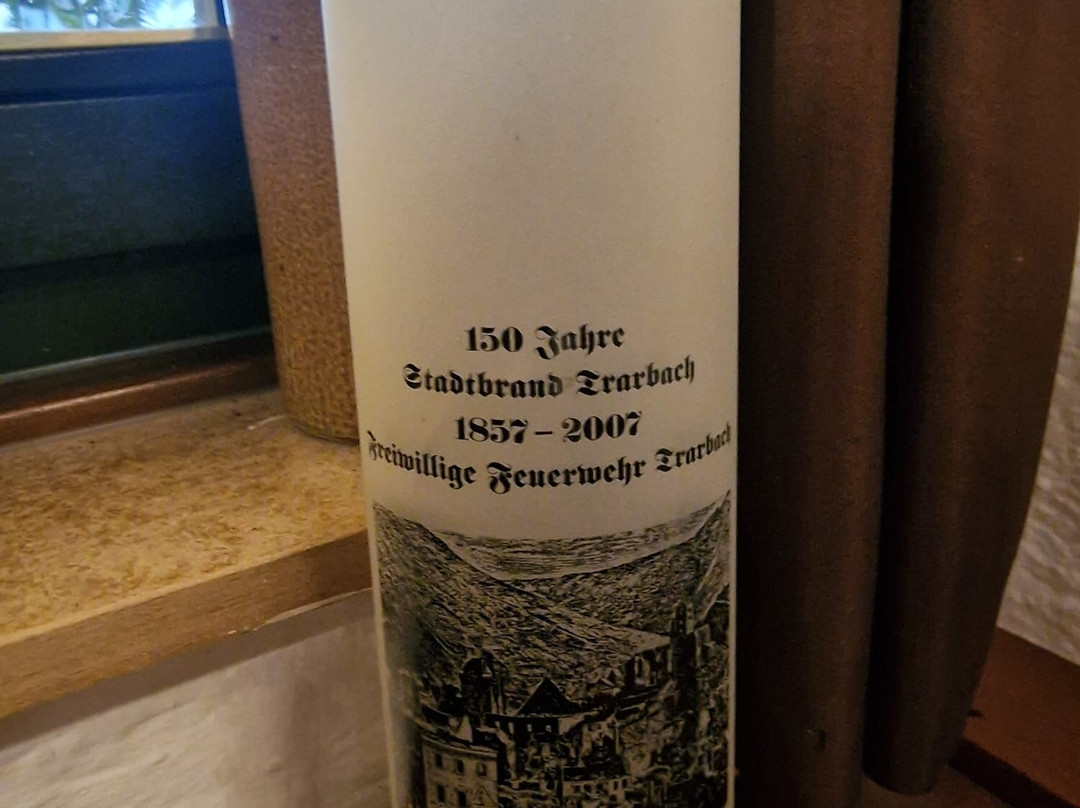 150 Jahre
Stadtbrand Trarbach
1857 – 2007
Freiwillige Feuerwehr Trarbach